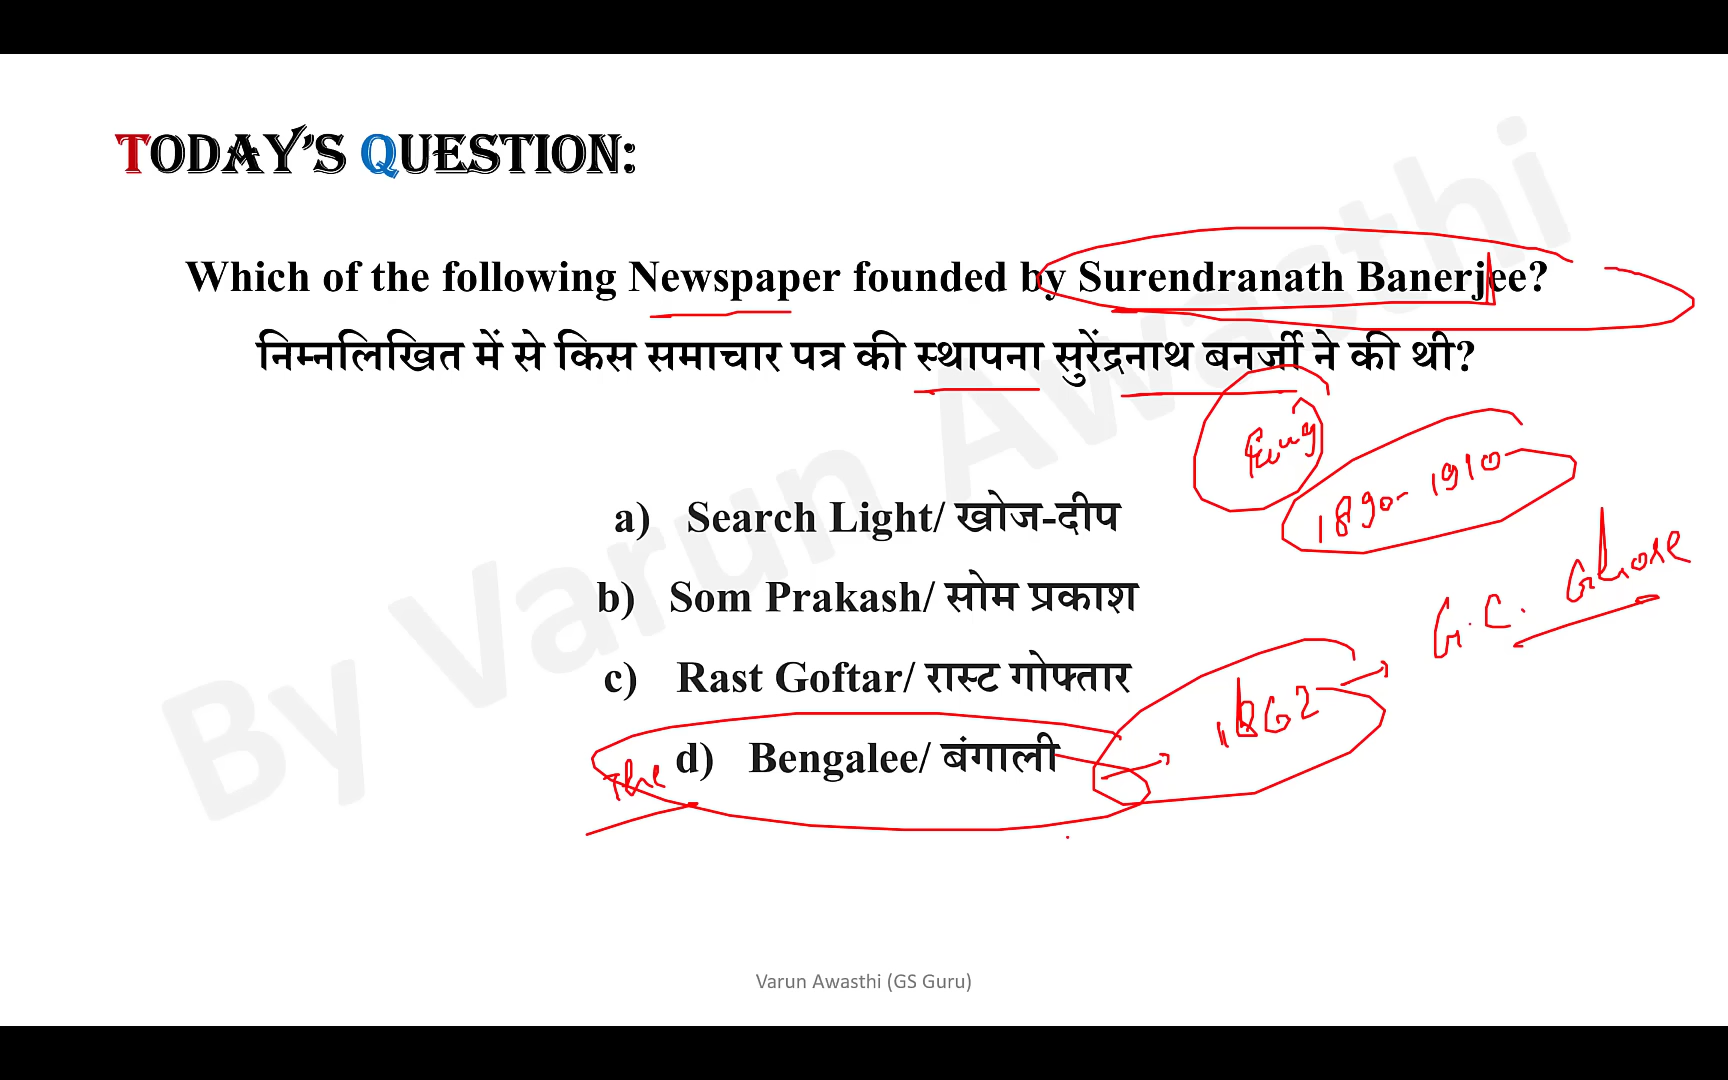 TODAY'S QUESTION:
Which of the following Newspaper founded by Surendranath Banerjee?
निम्नलिखित में से किस समाचार पत्र की स्थापना सुरेंद्रनाथ बनर्जी ने की थी?
Eng
1890- 1910
a) Search Light/ खोज-दीप
G.C. Ghose
b) Som Prakash/ सोम प्रकाश
c) Rast Goftar/ रास्ट गोफ्तार
1862
The d) Bengalee/ बंगाली
By Varun Awasthi
Varun Awasthi (GS Guru)